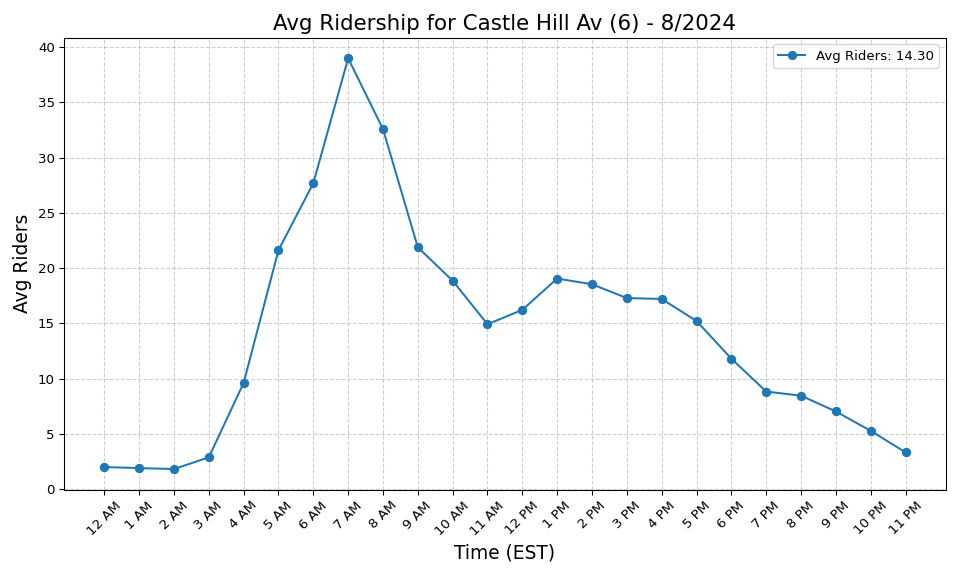 Avg Ridership for Castle Hill Av (6) - 8/2024
Avg Riders: 14.30
Avg Riders
40
35
30
25
20
15
10
5
0
12 AM
1 AM
2 AM
3 AM
4 AM
5 AM
6 AM
7 AM
8 AM
9 AM
10 AM
11 AM
12 PM
1 PM
2 PM
3 PM
4 PM
5 PM
6 PM
7 PM
8 PM
9 PM
10 PM
11 PM
Time (EST)